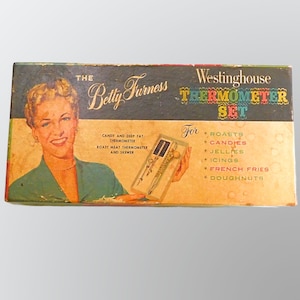 THE
Betty Furness
Westinghouse
THERMOMETER
SET
CANDY AND DEEP FAT
THERMOMETER
ROAST MEAT THERMOMETER
AND SKEWER
For
• ROASTS
• CANDIES
• JELLIES
• ICINGS
• FRENCH FRIES
• DOUGHNUTS